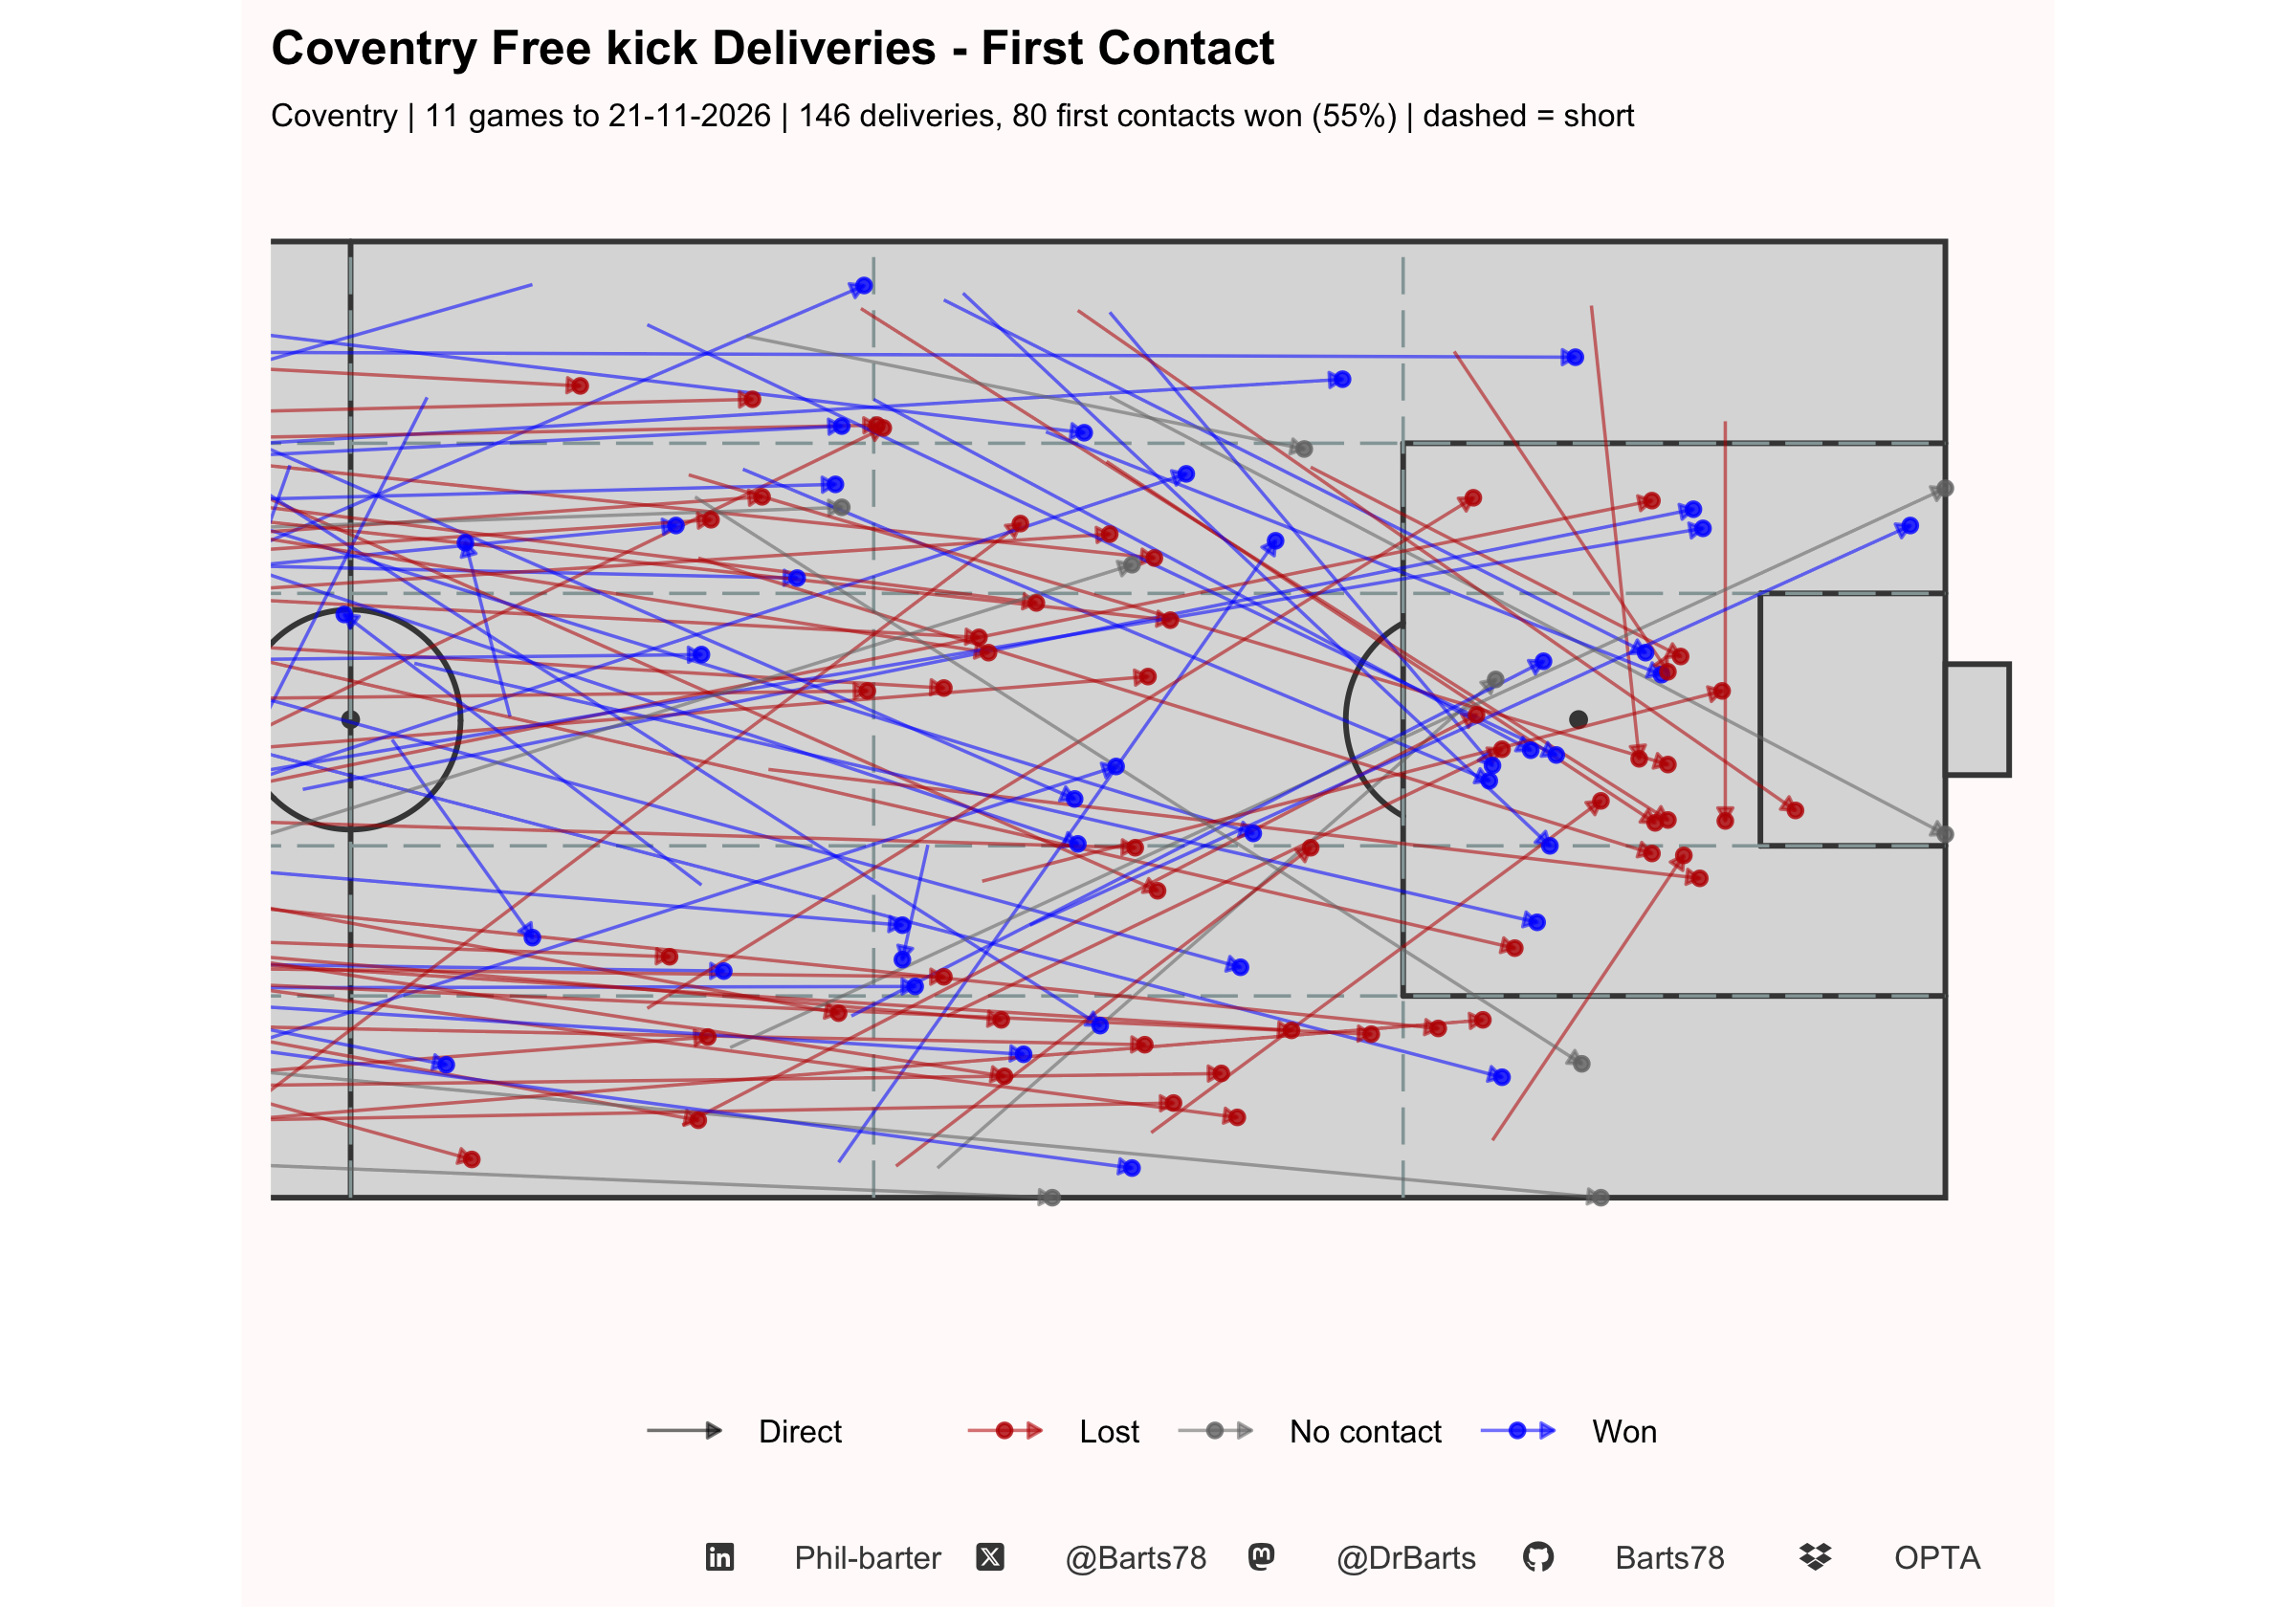 Coventry Free kick Deliveries - First Contact
Coventry | 11 games to 21-11-2026 | 146 deliveries, 80 first contacts won (55%) | dashed = short
Direct Lost No contact Won
Phil-barter @Barts78 @DrBarts Barts78 OPTA